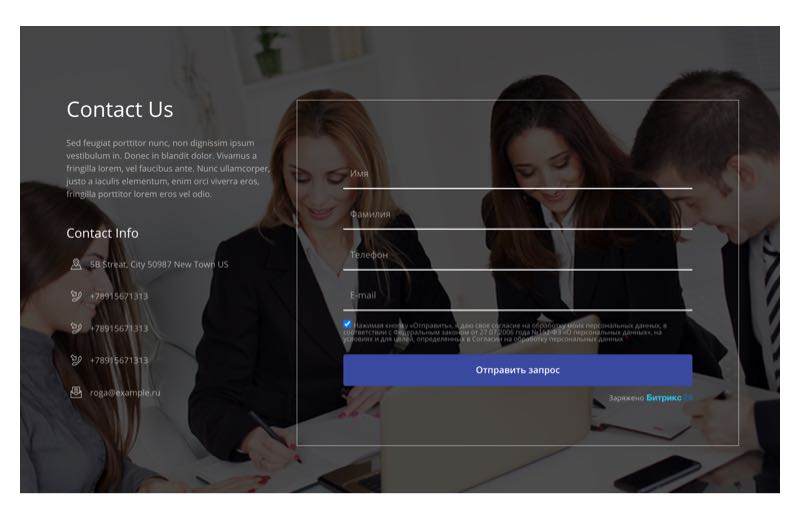 Contact Us
Sed feugiat porttitor nunc, non dignissim ipsum
vestibulum in. Donec in blandit dolor. Vivamus a
fringilla lorem, vel faucibus ante. Nunc ullamcorper,
justo a iaculis elementum, enim orci viverra eros,
fringilla porttitor lorem eros vel odio.
Contact Info
5B Streat, City 50987 New Town US
+78915671313
+78915671313
+78915671313
roga@example.ru
Имя
Фамилия
Телефон
E-mail
Нажимая кнопку «Отправить», я даю свое согласие на обработку моих персональных данных, в
соответствии с Федеральным законом от 27.07.2006 года №152-ФЗ «О персональных данных», на
условиях и для целей, определенных в Согласии на обработку персональных данных *
Отправить запрос
Заряжено Битрикс 24